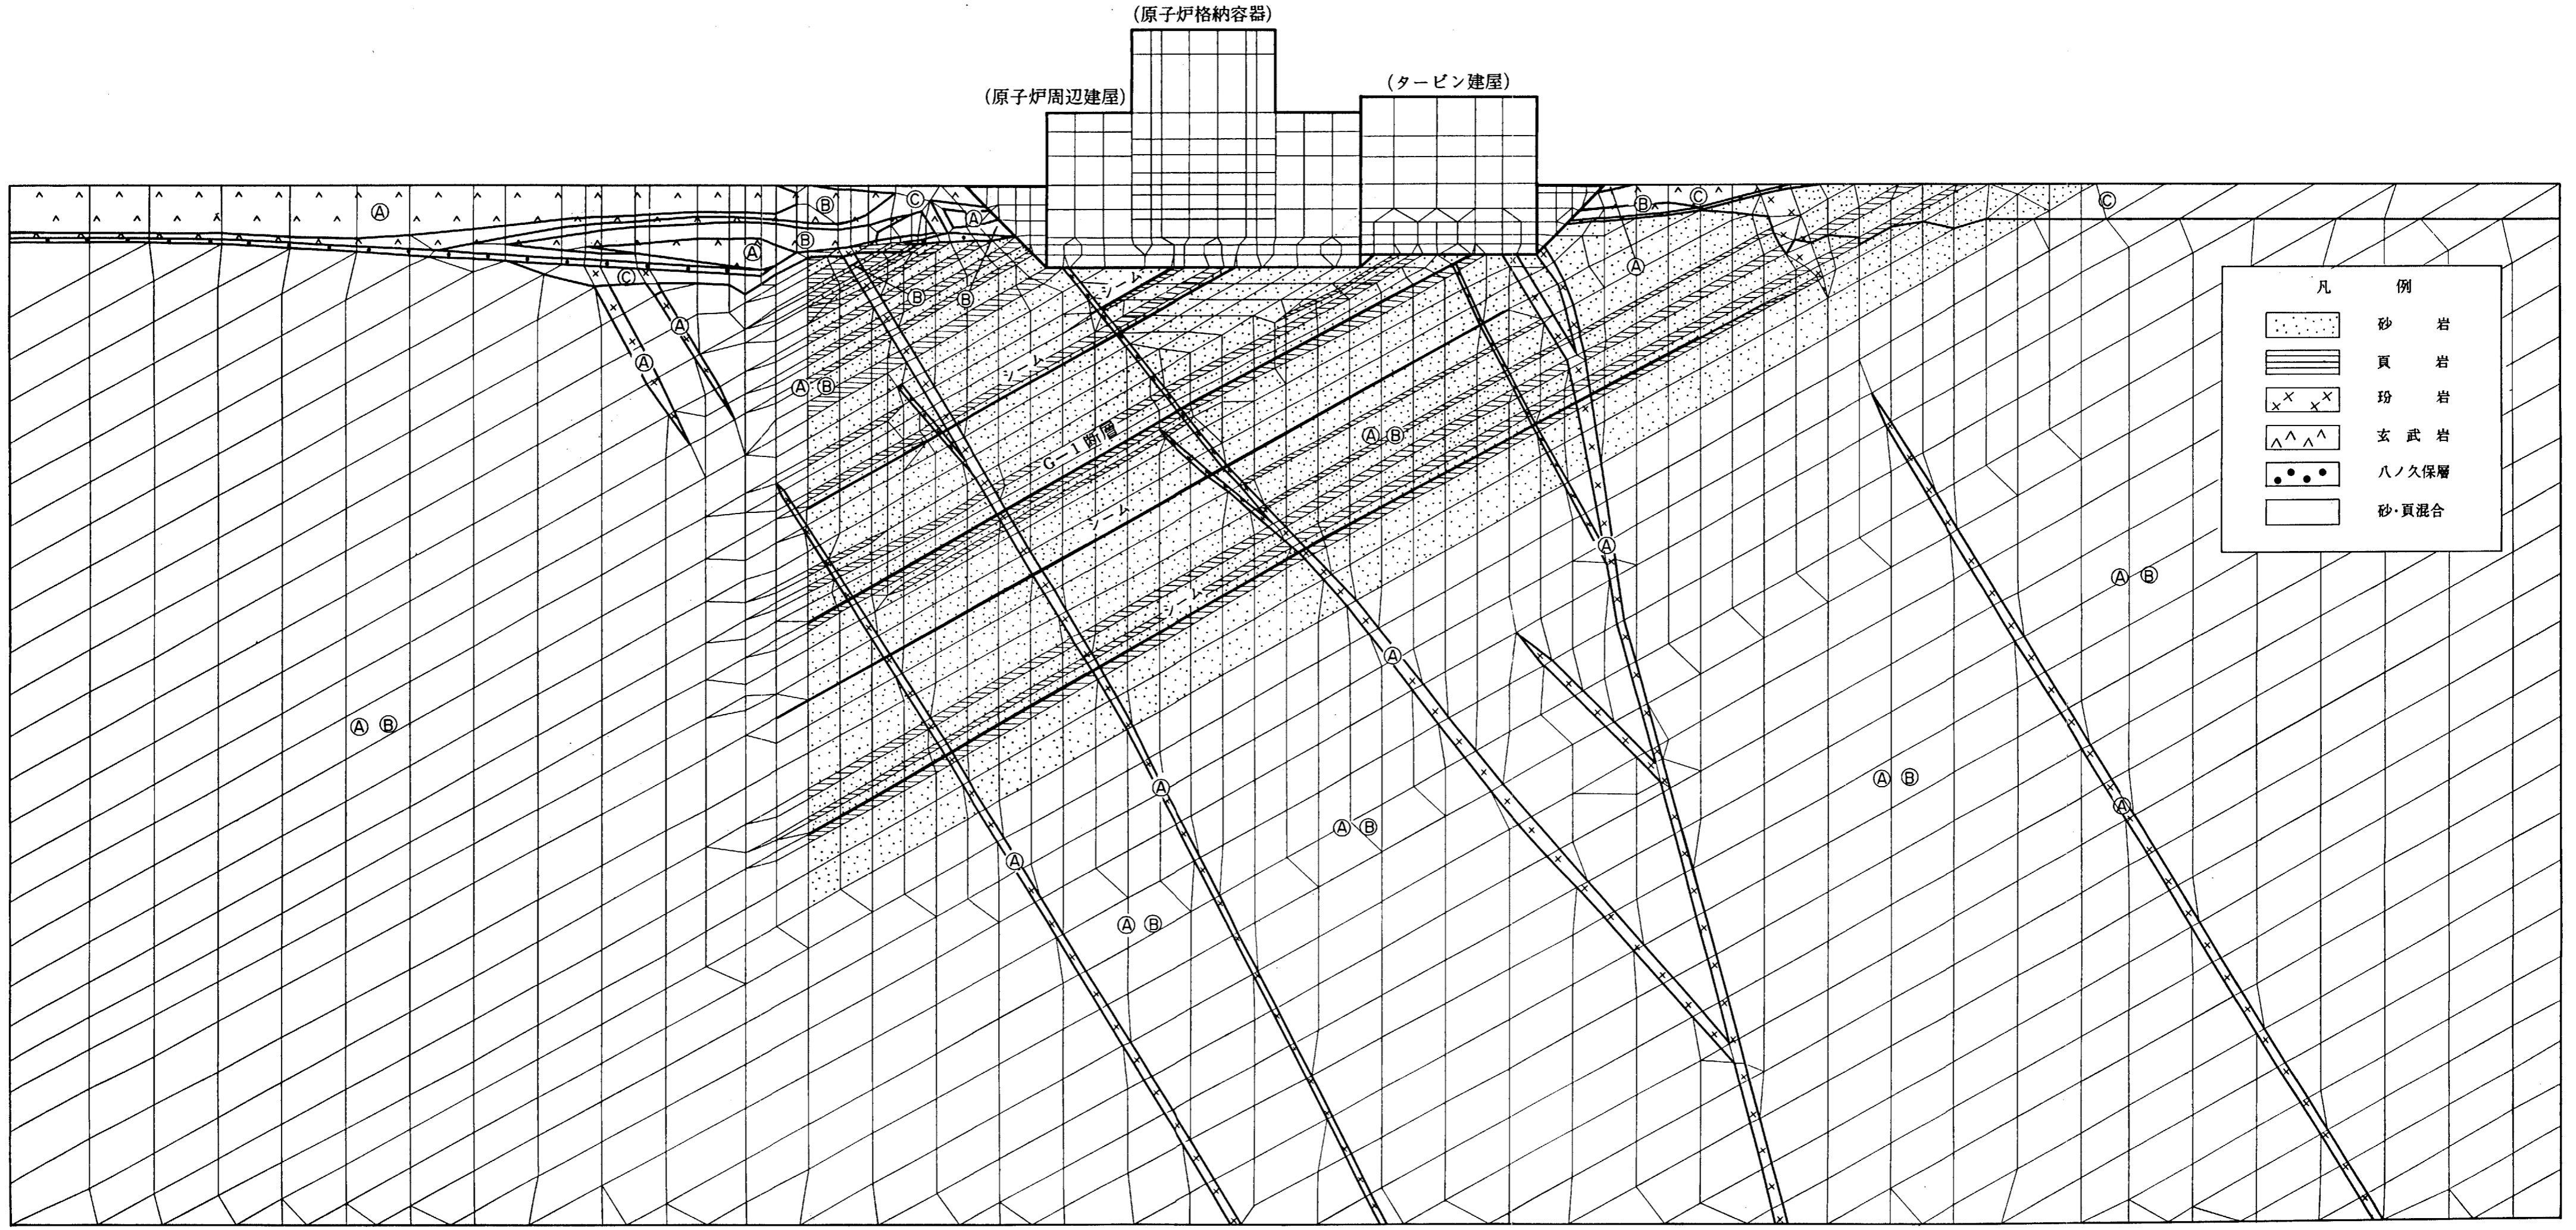 (原子炉格納容器)
(原子炉周辺建屋)
(タービン建屋)
Ⓐ
Ⓑ
Ⓒ
Ⓐ
Ⓑ
Ⓒ
Ⓒ
Ⓑ
Ⓐ
Ⓐ
Ⓒ
Ⓑ
Ⓑ
シーム
凡 例
砂 岩
頁 岩
玢 岩
玄 武 岩
八ノ久保層
砂・頁混合
Ⓐ
Ⓐ
シーム
Ⓐ Ⓑ
G-1断層
Ⓐ Ⓑ
シーム
Ⓐ
Ⓐ Ⓑ
シーム
Ⓐ
Ⓐ Ⓑ
Ⓐ
Ⓐ Ⓑ
Ⓐ
Ⓐ Ⓑ
Ⓐ
Ⓐ Ⓑ